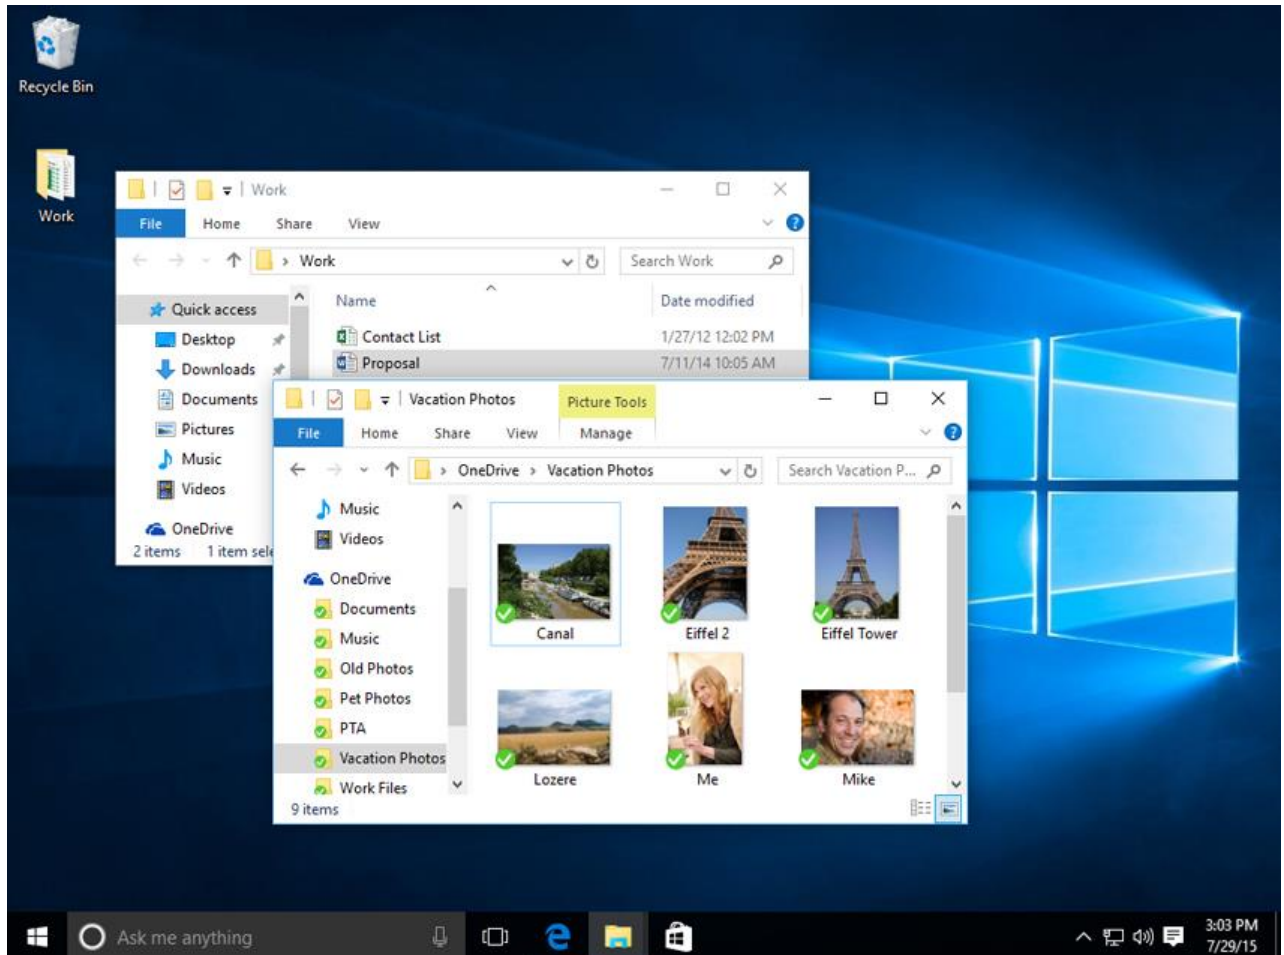 Recycle Bin
Work
Work
File Home Share View
Work
Search Work
Name Date modified
Quick access
Desktop
Downloads
Documents
Pictures
Music
Videos
OneDrive
Contact List 1/27/12 12:02 PM
Proposal 7/11/14 10:05 AM
2 items 1 item sele
Vacation Photos Picture Tools
File Home Share View Manage
OneDrive > Vacation Photos
Search Vacation P...
Music
Videos
OneDrive
Documents
Music
Old Photos
Pet Photos
PTA
Vacation Photos
Work Files
Canal Eiffel 2 Eiffel Tower
Lozere Me Mike
9 items
Ask me anything
3:03 PM
7/29/15